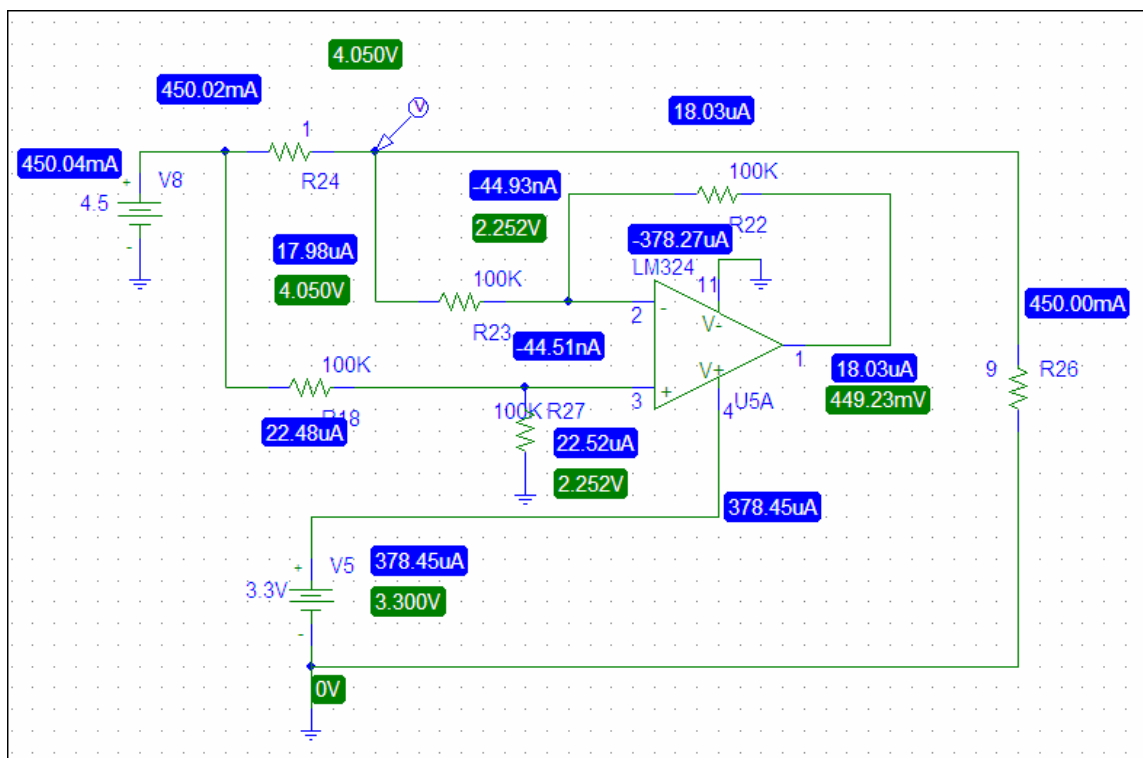 4.050V
450.02mA
V
18.03uA
1
450.04mA
+
V8
R24
-44.93nA
100K
4.5
2.252V
R22
-
17.98uA
-378.27uA
LM324
4.050V
100K
11
450.00mA
2
-
V-
R23
-44.51nA
1
100K
V+
18.03uA
9
R26
+
3
100K
R27
U5A
449.23mV
4
R18
22.48uA
22.52uA
2.252V
378.45uA
+
V5
378.45uA
3.3V
3.300V
-
0V